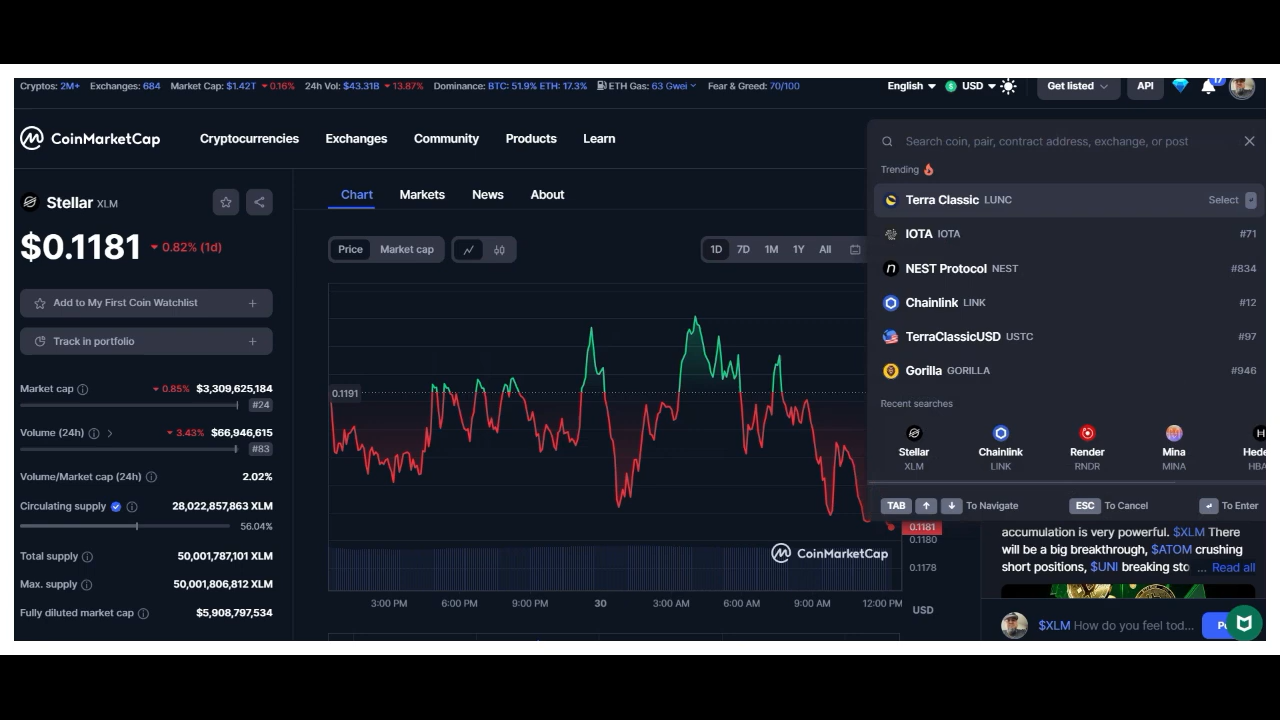 Cryptos: 2M+ Exchanges: 684 Market Cap: $1.42T 0.16% 24h Vol: $43.31B 13.87% Dominance: BTC: 51.9% ETH: 17.3% ETH Gas: 63 Gwei Fear & Greed: 70/100
English USD Get listed API 17
CoinMarketCap Cryptocurrencies Exchanges Community Products Learn
Search coin, pair, contract address, exchange, or post
Trending
Terra Classic LUNC Select
IOTA IOTA #71
NEST Protocol NEST #834
Chainlink LINK #12
TerraClassicUSD USTC #97
Gorilla GORILLA #946
Recent searches
Stellar Chainlink Render Mina Hede
XLM LINK RNDR MINA HBA
TAB To Navigate ESC To Cancel To Enter
Stellar XLM
$0.1181 0.82% (1d)
Add to My First Coin Watchlist
Track in portfolio
Market cap 0.85% $3,309,625,184
#24
Volume (24h) 3.43% $66,946,615
#83
Volume/Market cap (24h) 2.02%
Circulating supply 28,022,857,863 XLM
56.04%
Total supply 50,001,787,101 XLM
Max. supply 50,001,806,812 XLM
Fully diluted market cap $5,908,797,534
Chart Markets News About
Price Market cap 1D 7D 1M 1Y All
0.1191
0.1181
0.1180
0.1178
CoinMarketCap
3:00 PM 6:00 PM 9:00 PM 30 3:00 AM 6:00 AM 9:00 AM 12:00 PM USD
accumulation is very powerful. $XLM There
will be a big breakthrough, $ATOM crushing
short positions, $UNI breaking sto ... Read all
$XLM How do you feel tod...